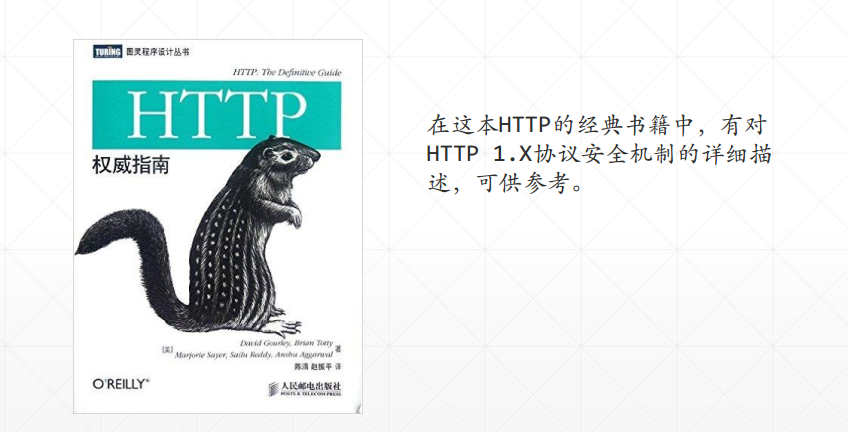 TURING 图灵程序设计丛书
HTTP: The Definitive Guide
HTTP
权威指南
David Gourley, Brian Totty
[美] 著
Marjorie Sayer, Sailu Reddy, Anshu Aggarwal
陈涓 赵振平 译
O'REILLY®
人民邮电出版社
POSTS & TELECOM PRESS
在这本HTTP的经典书籍中，有对
HTTP 1.X协议安全机制的详细描
述，可供参考。